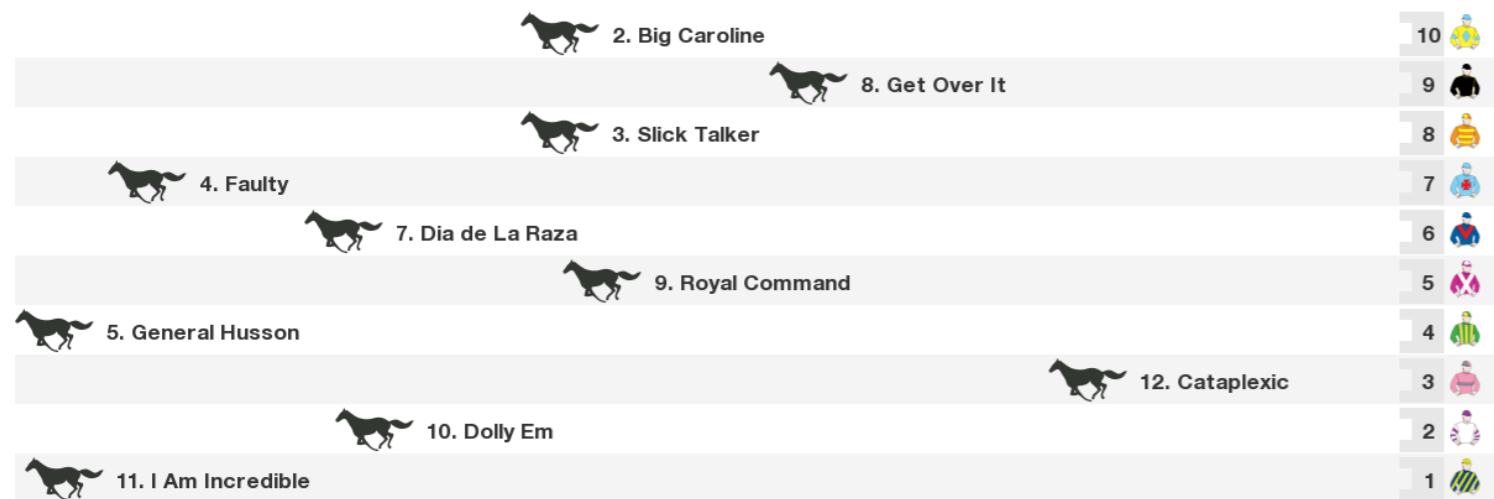 2. Big Caroline 10
8. Get Over It 9
3. Slick Talker 8
4. Faulty 7
7. Dia de La Raza 6
9. Royal Command 5
5. General Husson 4
12. Cataplexic 3
10. Dolly Em 2
11. I Am Incredible 1